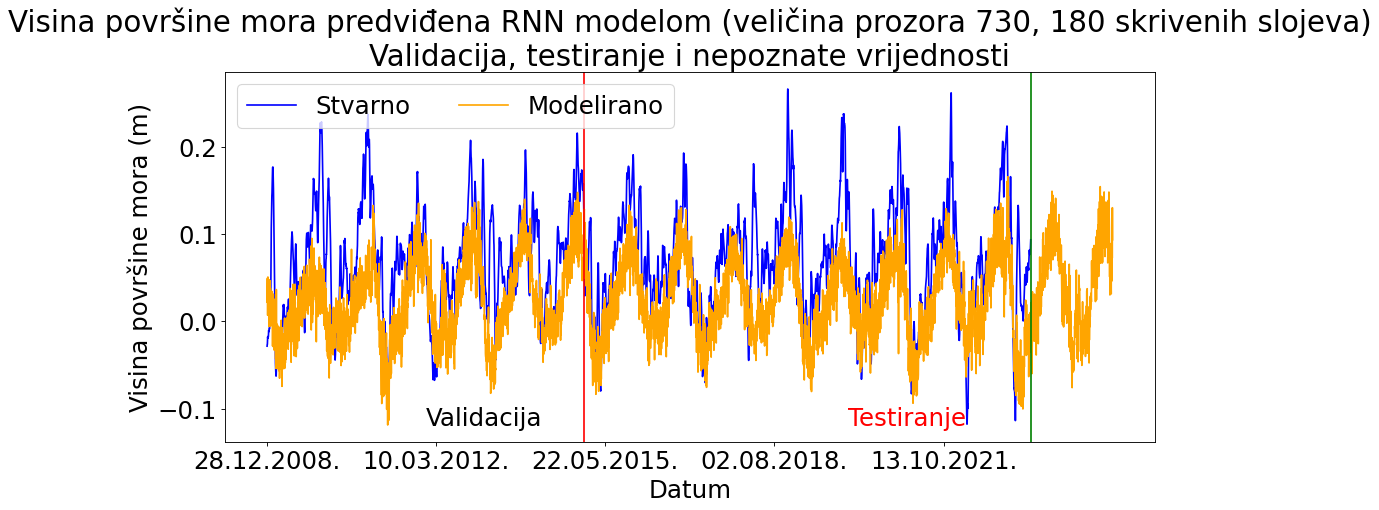 Visina površine mora predviđena RNN modelom (veličina prozora 730, 180 skrivenih slojeva)
Validacija, testiranje i nepoznate vrijednosti
Stvarno
Modelirano
Visina površine mora (m)
0.2
0.1
0.0
−0.1
Validacija
Testiranje
28.12.2008.
10.03.2012.
22.05.2015.
02.08.2018.
13.10.2021.
Datum